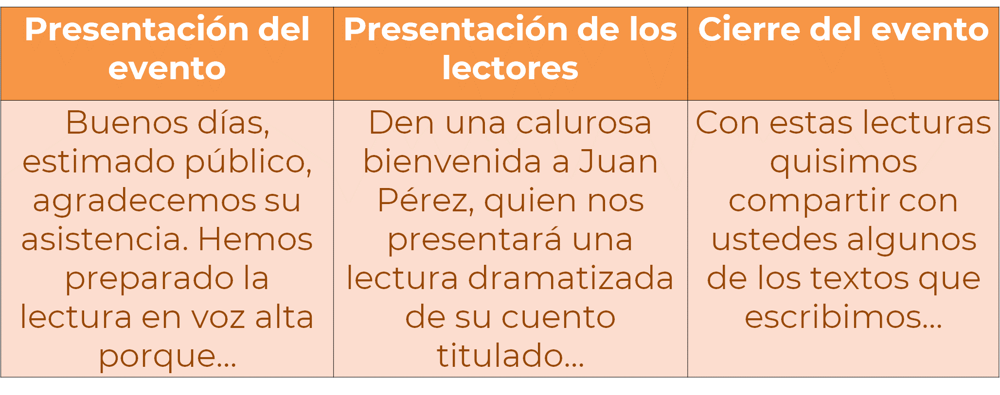 Presentación del
evento
Presentación de los
lectores
Cierre del evento
Buenos días,
estimado público,
agradecemos su
asistencia. Hemos
preparado la
lectura en voz alta
porque...
Den una calurosa
bienvenida a Juan
Pérez, quien nos
presentará una
lectura dramatizada
de su cuento
titulado...
Con estas lecturas
quisimos
compartir con
ustedes algunos
de los textos que
escribimos...